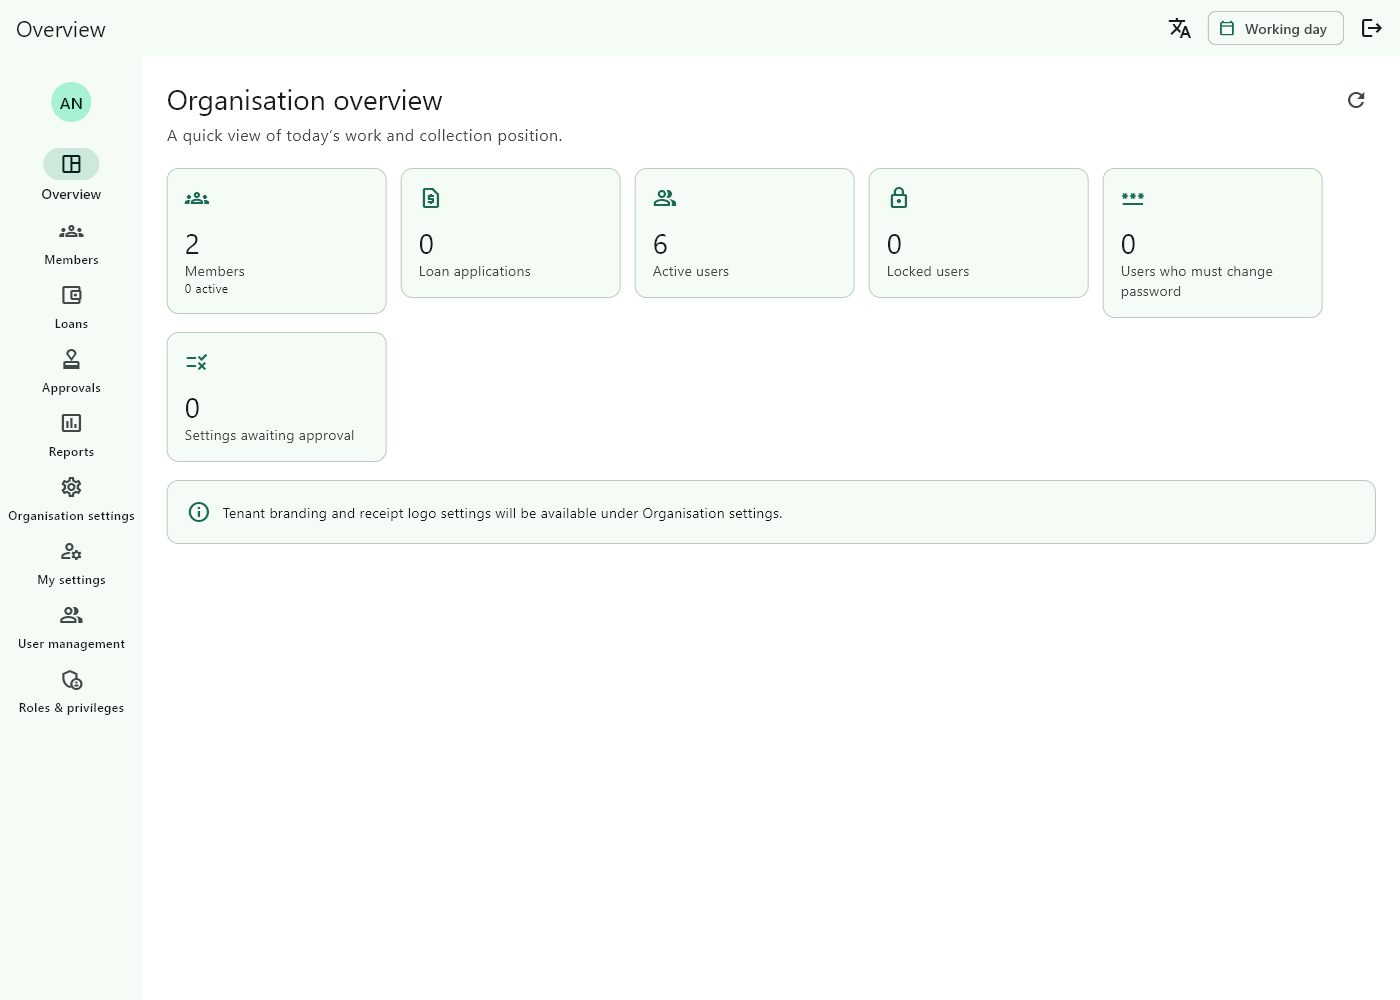 Overview
Working day
AN
Overview
Members
Loans
Approvals
Reports
Organisation settings
My settings
User management
Roles & privileges
Organisation overview
A quick view of today's work and collection position.
2
Members
0 active
0
Loan applications
6
Active users
0
Locked users
0
Users who must change
password
0
Settings awaiting approval
Tenant branding and receipt logo settings will be available under Organisation settings.